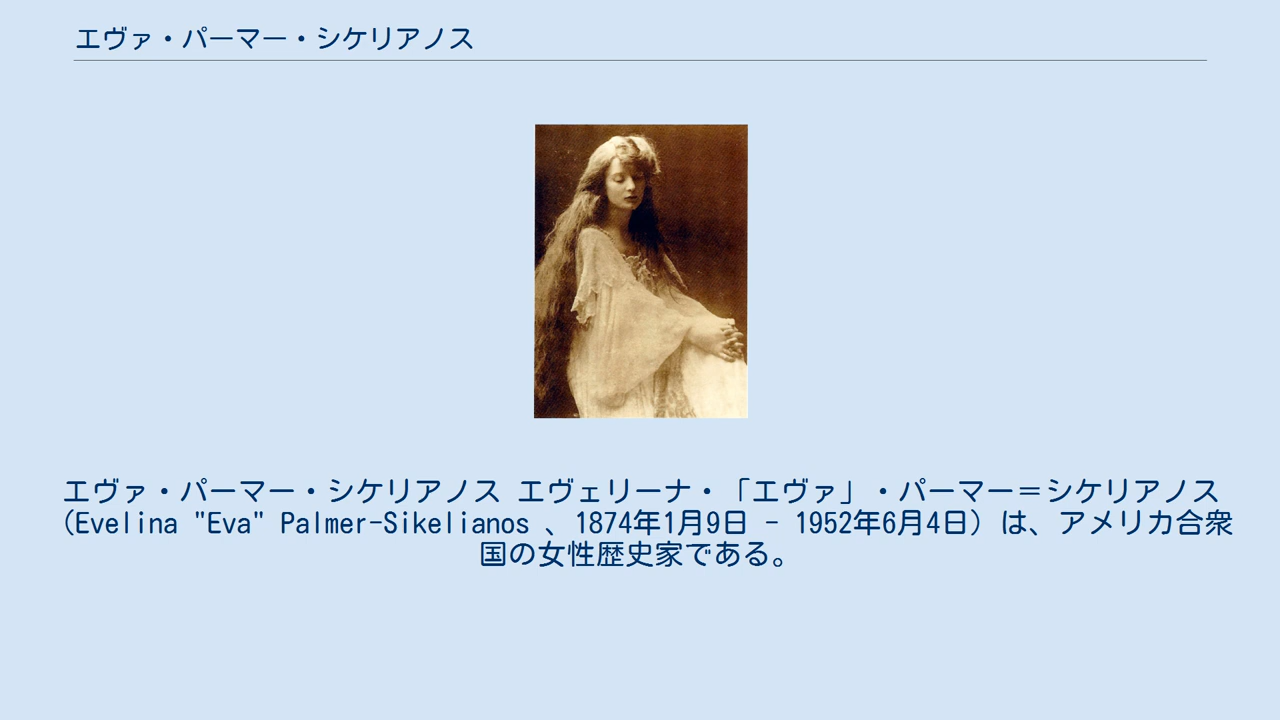 エヴァ・パーマー・シケリアノス
エヴァ・パーマー・シケリアノス エヴェリーナ・「エヴァ」・パーマー＝シケリアノス
(Evelina "Eva" Palmer-Sikelianos 、1874年1月9日 - 1952年6月4日) は、アメリカ合衆
国の女性歴史家である。